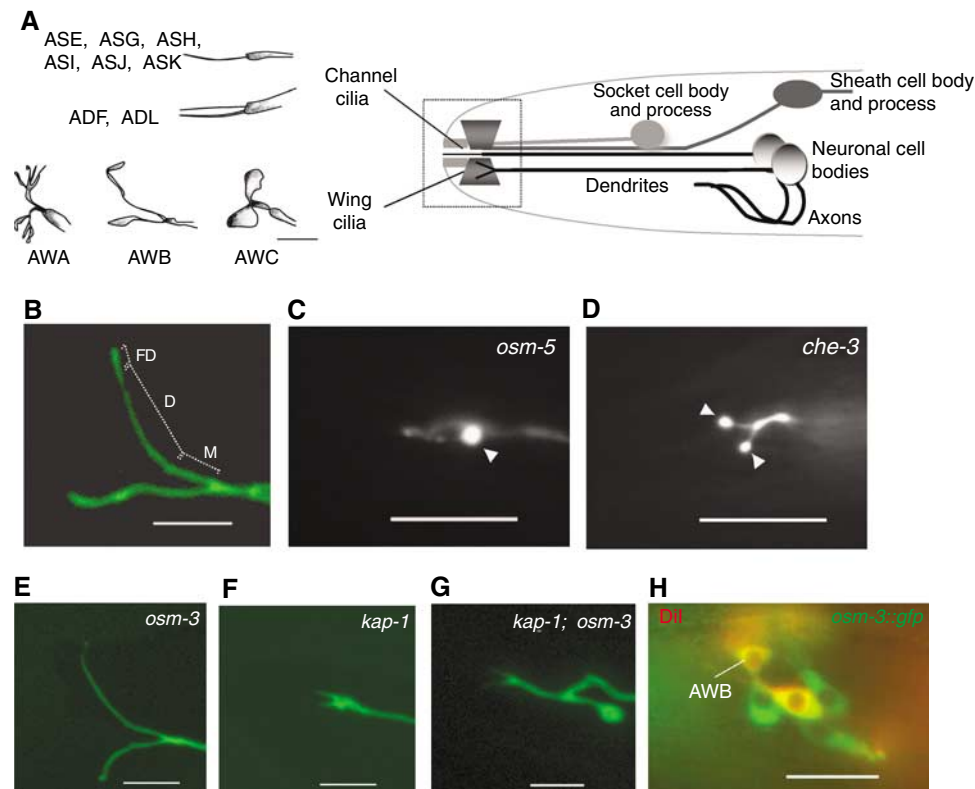 A
ASE, ASG, ASH,
ASI, ASJ, ASK
ADF, ADL
AWA
AWB
AWC
Channel
cilia
Wing
cilia
Socket cell body
and process
Sheath cell body
and process
Neuronal cell
bodies
Dendrites
Axons
B
FD
D
M
C
osm-5
D
che-3
E
osm-3
F
kap-1
G
kap-1; osm-3
H
DiI
osm-3::gfp
AWB